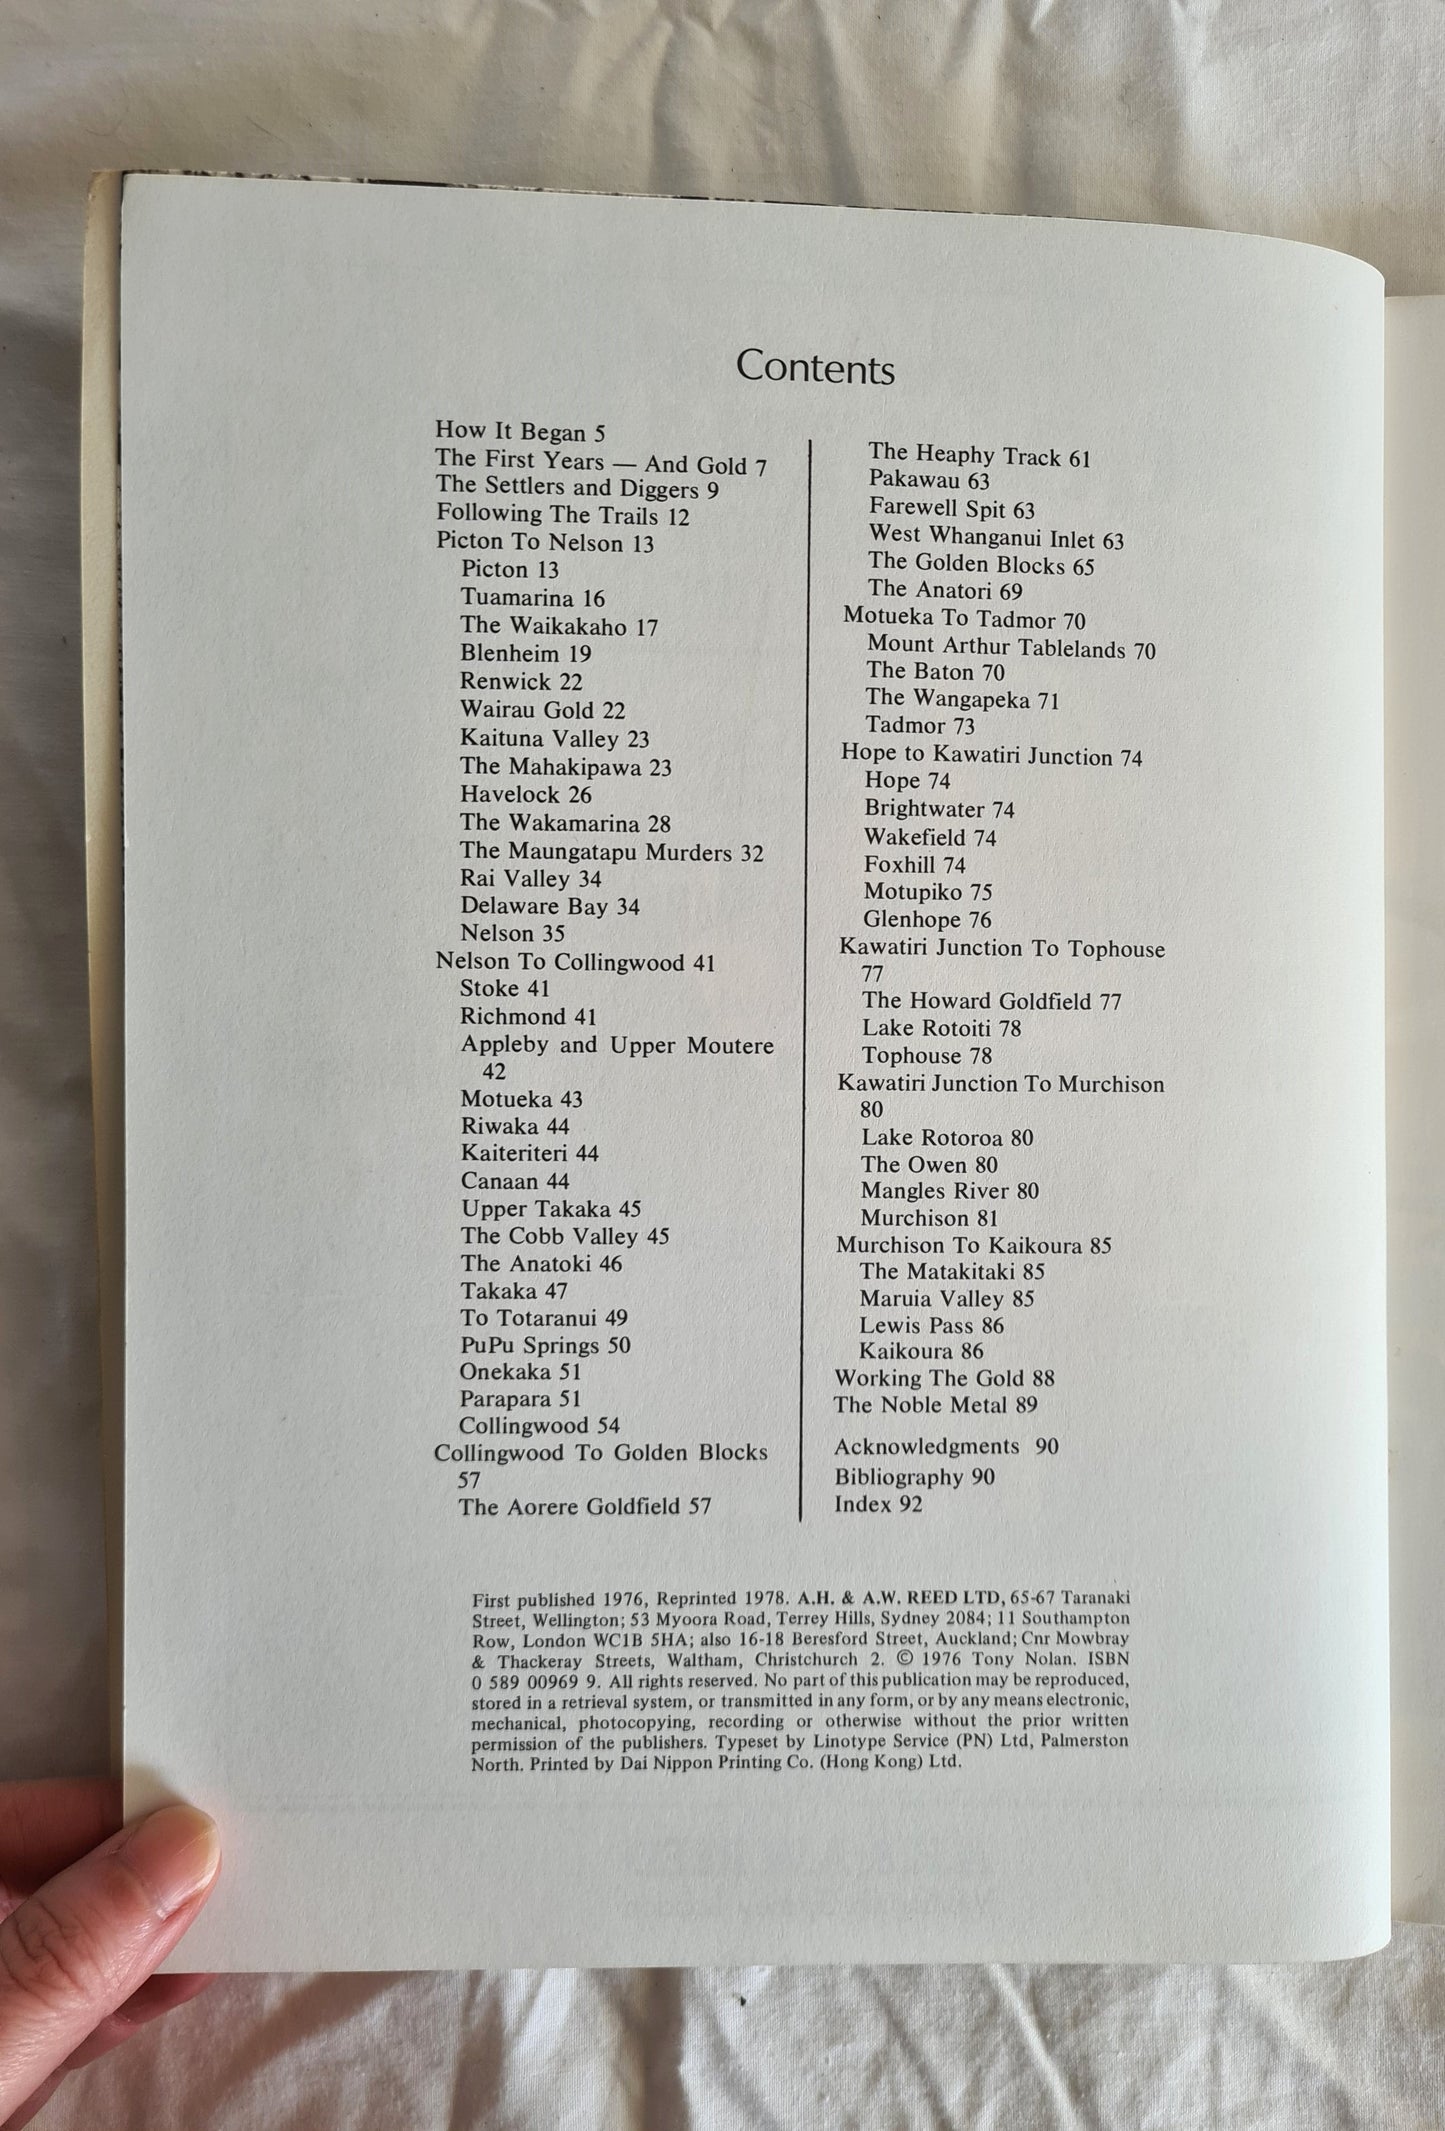 Contents
How It Began 5
The First Years — And Gold 7
The Settlers and Diggers 9
Following The Trails 12
Picton To Nelson 13
Picton 13
Tuamarina 16
The Waikakaho 17
Blenheim 19
Renwick 22
Wairau Gold 22
Kaituna Valley 23
The Mahakipawa 23
Havelock 26
The Wakamarina 28
The Maungatapu Murders 32
Rai Valley 34
Delaware Bay 34
Nelson 35
Nelson To Collingwood 41
Stoke 41
Richmond 41
Appleby and Upper Moutere
42
Motueka 43
Riwaka 44
Kaiteriteri 44
Canaan 44
Upper Takaka 45
The Cobb Valley 45
The Anatoki 46
Takaka 47
To Totaranui 49
PuPu Springs 50
Onekaka 51
Parapara 51
Collingwood 54
Collingwood To Golden Blocks
57
The Aorere Goldfield 57
The Heaphy Track 61
Pakawau 63
Farewell Spit 63
West Whanganui Inlet 63
The Golden Blocks 65
The Anatori 69
Motueka To Tadmor 70
Mount Arthur Tablelands 70
The Baton 70
The Wangapeka 71
Tadmor 73
Hope to Kawatiri Junction 74
Hope 74
Brightwater 74
Wakefield 74
Foxhill 74
Motupiko 75
Glenhope 76
Kawatiri Junction To Tophouse
77
The Howard Goldfield 77
Lake Rotoiti 78
Tophouse 78
Kawatiri Junction To Murchison
80
Lake Rotoroa 80
The Owen 80
Mangles River 80
Murchison 81
Murchison To Kaikoura 85
The Matakitaki 85
Maruia Valley 85
Lewis Pass 86
Kaikoura 86
Working The Gold 88
The Noble Metal 89
Acknowledgments 90
Bibliography 90
Index 92
First published 1976, Reprinted 1978. A.H. & A.W. REED LTD, 65-67 Taranaki
Street, Wellington; 53 Myoora Road, Terrey Hills, Sydney 2084; 11 Southampton
Row, London WC1B 5HA; also 16-18 Beresford Street, Auckland; Cnr Mowbray
& Thackeray Streets, Waltham, Christchurch 2. © 1976 Tony Nolan. ISBN
0 589 00969 9. All rights reserved. No part of this publication may be reproduced,
stored in a retrieval system, or transmitted in any form, or by any means electronic,
mechanical, photocopying, recording or otherwise without the prior written
permission of the publishers. Typeset by Linotype Service (PN) Ltd, Palmerston
North. Printed by Dai Nippon Printing Co. (Hong Kong) Ltd.